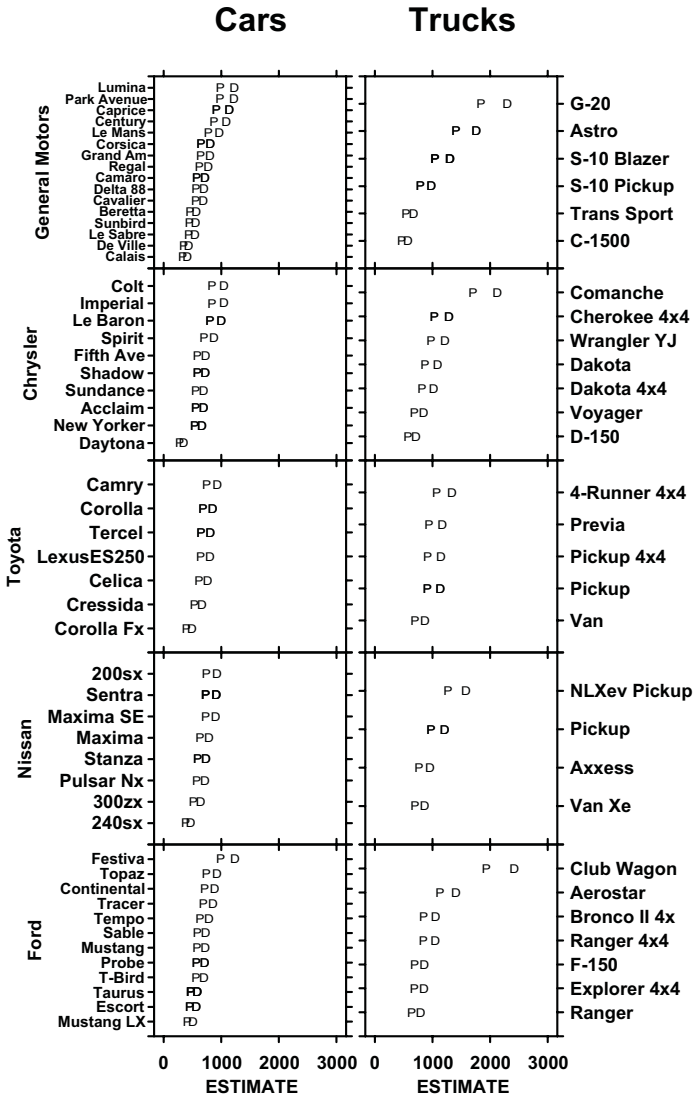 Cars Trucks
General Motors
Lumina P D
Park Avenue P D
Caprice P D
Century P D
Le Mans P D
Corsica P D
Grand Am P D
Regal P D
Camaro P D
Delta 88 P D
Cavalier P D
Beretta P D
Sunbird P D
Le Sabre P D
De Ville P D
Calais P D
P D G-20
P D Astro
P D S-10 Blazer
P D S-10 Pickup
P D Trans Sport
P D C-1500
Chrysler
Colt P D
Imperial P D
Le Baron P D
Spirit P D
Fifth Ave P D
Shadow P D
Sundance P D
Acclaim P D
New Yorker P D
Daytona P D
P D Comanche
P D Cherokee 4x4
P D Wrangler YJ
P D Dakota
P D Dakota 4x4
P D Voyager
P D D-150
Toyota
Camry P D
Corolla P D
Tercel P D
LexusES250 P D
Celica P D
Cressida P D
Corolla Fx P D
P D 4-Runner 4x4
P D Previa
P D Pickup 4x4
P D Pickup
P D Van
Nissan
200sx P D
Sentra P D
Maxima SE P D
Maxima P D
Stanza P D
Pulsar Nx P D
300zx P D
240sx P D
P D NLXev Pickup
P D Pickup
P D Axxess
P D Van Xe
Ford
Festiva P D
Topaz P D
Continental P D
Tracer P D
Tempo P D
Sable P D
Mustang P D
Probe P D
T-Bird P D
Taurus P D
Escort P D
Mustang LX P D
P D Club Wagon
P D Aerostar
P D Bronco II 4x
P D Ranger 4x4
P D F-150
P D Explorer 4x4
P D Ranger
0 1000 2000 3000 0 1000 2000 3000
ESTIMATE ESTIMATE